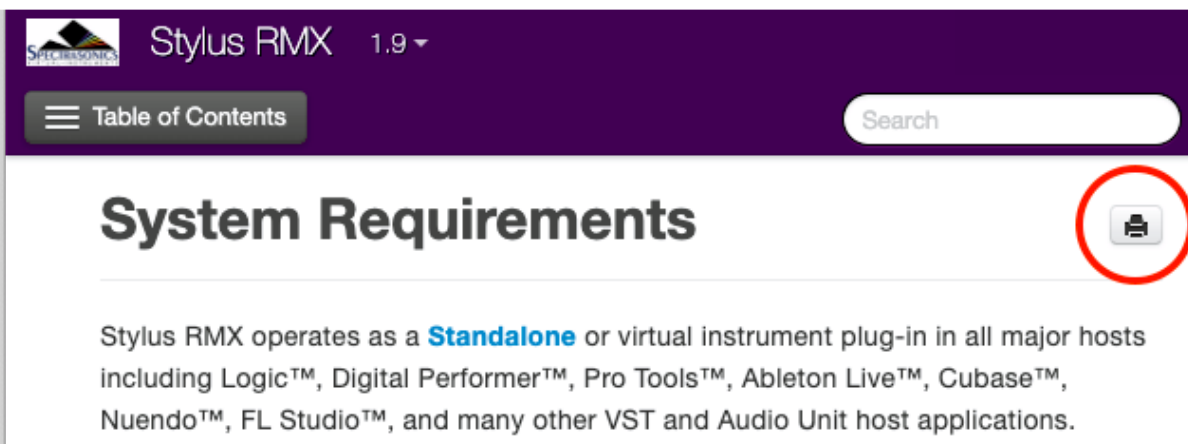 SPECTRASONICS
Stylus RMX 1.9
Table of Contents
Search
System Requirements
Stylus RMX operates as a Standalone or virtual instrument plug-in in all major hosts
including Logic™, Digital Performer™, Pro Tools™, Ableton Live™, Cubase™,
Nuendo™, FL Studio™, and many other VST and Audio Unit host applications.